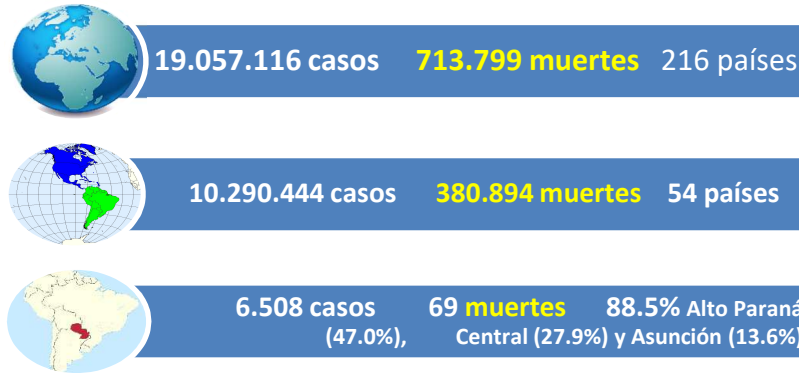 19.057.116 casos 713.799 muertes 216 países
10.290.444 casos 380.894 muertes 54 países
6.508 casos 69 muertes 88.5% Alto Paraná
(47.0%), Central (27.9%) y Asunción (13.6%)